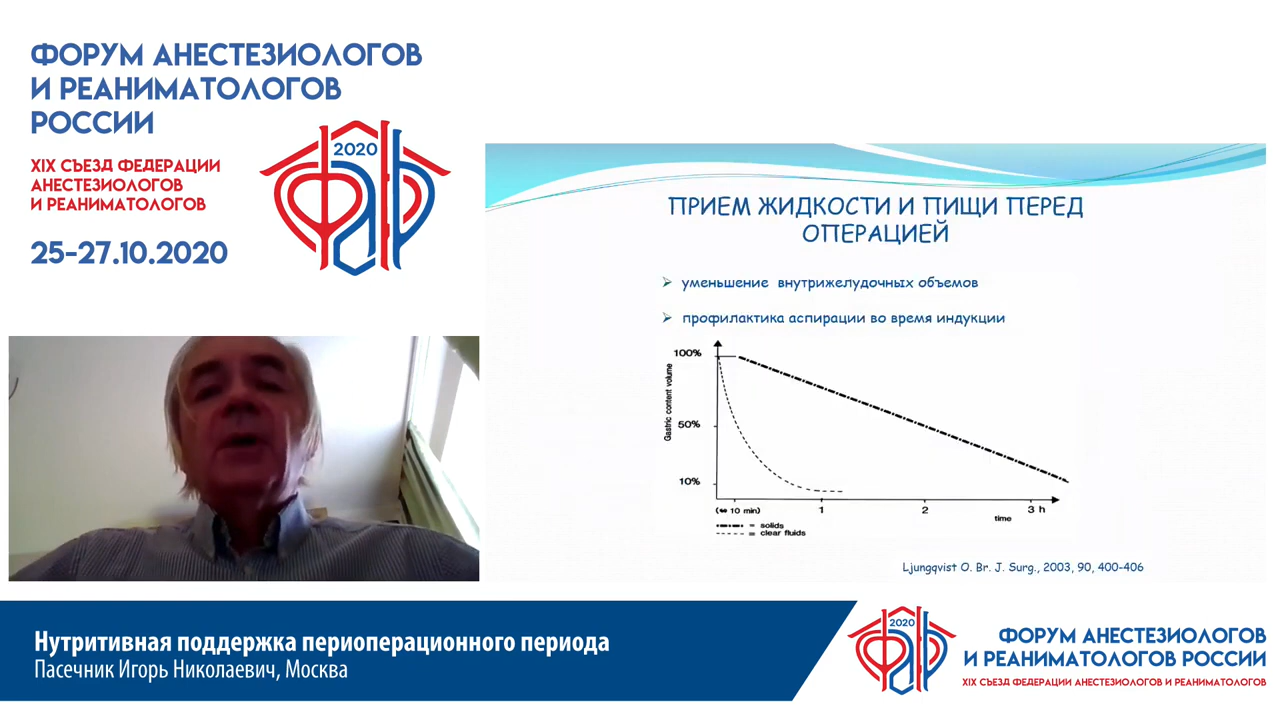 ФОРУМ АНЕСТЕЗИОЛОГОВ
И РЕАНИМАТОЛОГОВ
РОССИИ
XIX СЪЕЗД ФЕДЕРАЦИИ
АНЕСТЕЗИОЛОГОВ
И РЕАНИМАТОЛОГОВ
25-27.10.2020
2020
ПРИЕМ ЖИДКОСТИ И ПИЩИ ПЕРЕД
ОПЕРАЦИЕЙ
уменьшение внутрижелудочных объемов
профилактика аспирации во время индукции
Gastric content volume
100%
50%
10%
(⇔ 10 min) 1 2 3 h
time
= solids
= clear fluids
Ljungqvist O. Br. J. Surg., 2003, 90, 400-406
Нутритивная поддержка периоперационного периода
Пасечник Игорь Николаевич, Москва
2020
ФОРУМ АНЕСТЕЗИОЛОГОВ
И РЕАНИМАТОЛОГОВ РОССИИ
XIX СЪЕЗД ФЕДЕРАЦИИ АНЕСТЕЗИОЛОГОВ И РЕАНИМАТОЛОГОВ